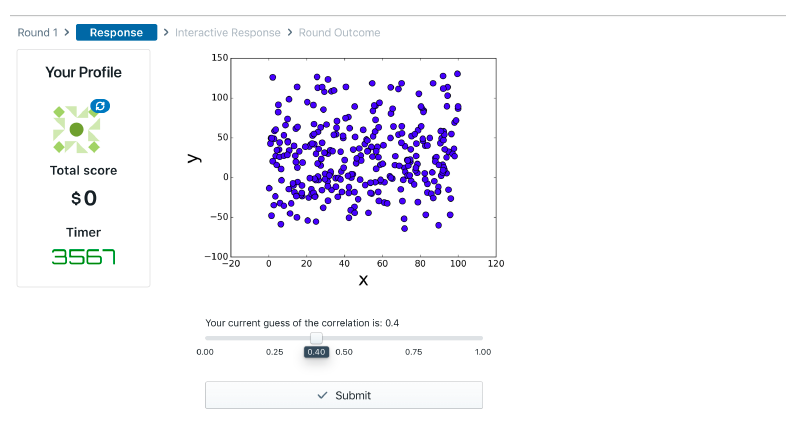 Round 1 > Response > Interactive Response > Round Outcome
Your Profile
Total score
$0
Timer
3567
150
100
50
0
−50
−100
y
−20 0 20 40 60 80 100 120
x
Your current guess of the correlation is: 0.4
0.00 0.25 0.40 0.50 0.75 1.00
Submit